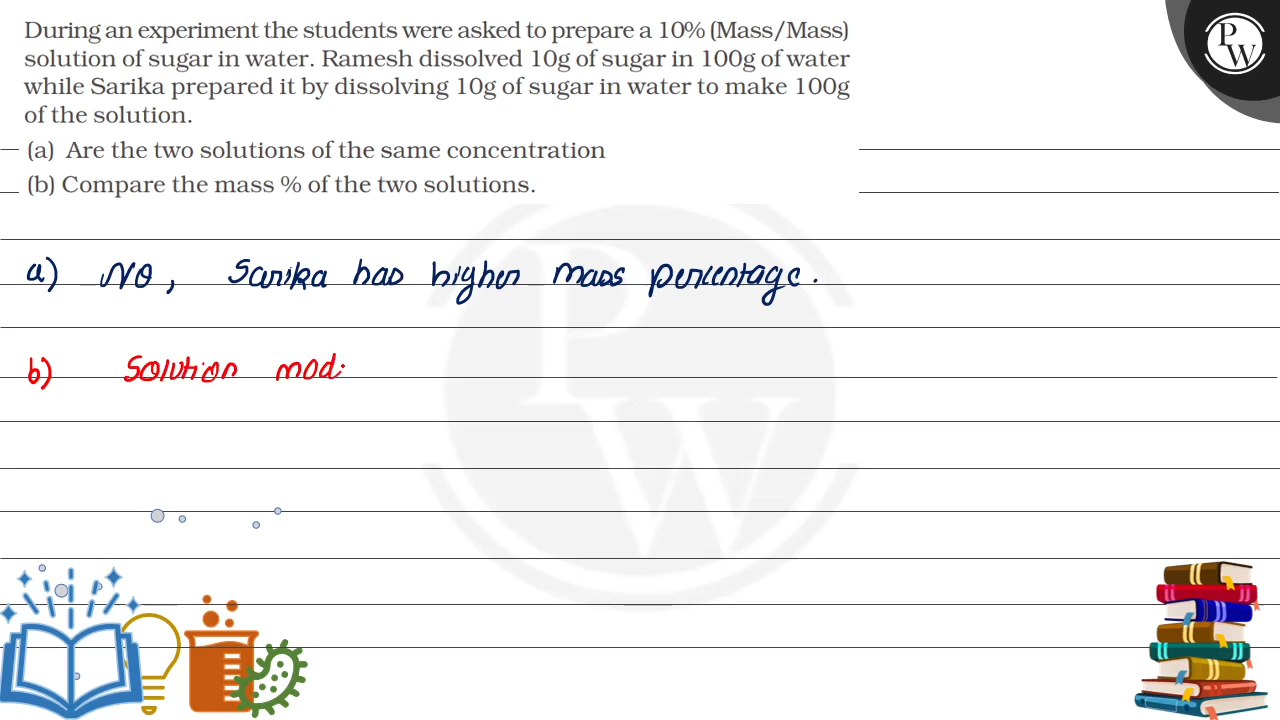 During an experiment the students were asked to prepare a 10% (Mass/Mass)
solution of sugar in water. Ramesh dissolved 10g of sugar in 100g of water
while Sarika prepared it by dissolving 10g of sugar in water to make 100g
of the solution.
(a) Are the two solutions of the same concentration
(b) Compare the mass % of the two solutions.
a) NO, Sarika has higher mass percentage.
b) Solution mad
P
W
PW